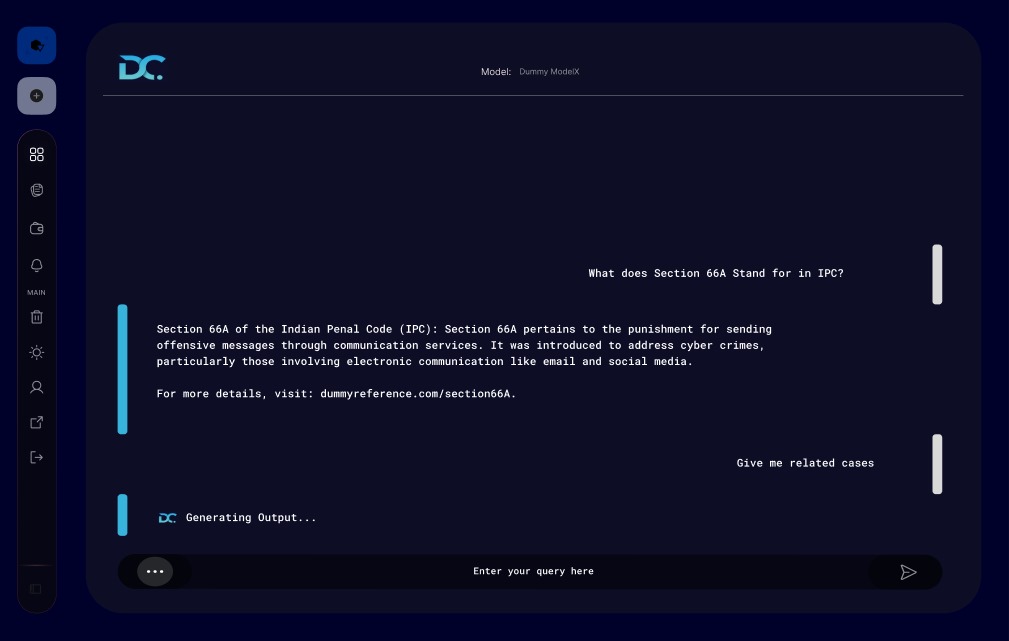 DC.
Model: Dummy ModelX
MAIN
What does Section 66A Stand for in IPC?
Section 66A of the Indian Penal Code (IPC): Section 66A pertains to the punishment for sending
offensive messages through communication services. It was introduced to address cyber crimes,
particularly those involving electronic communication like email and social media.
For more details, visit: dummyreference.com/section66A.
Give me related cases
DC. Generating Output...
Enter your query here